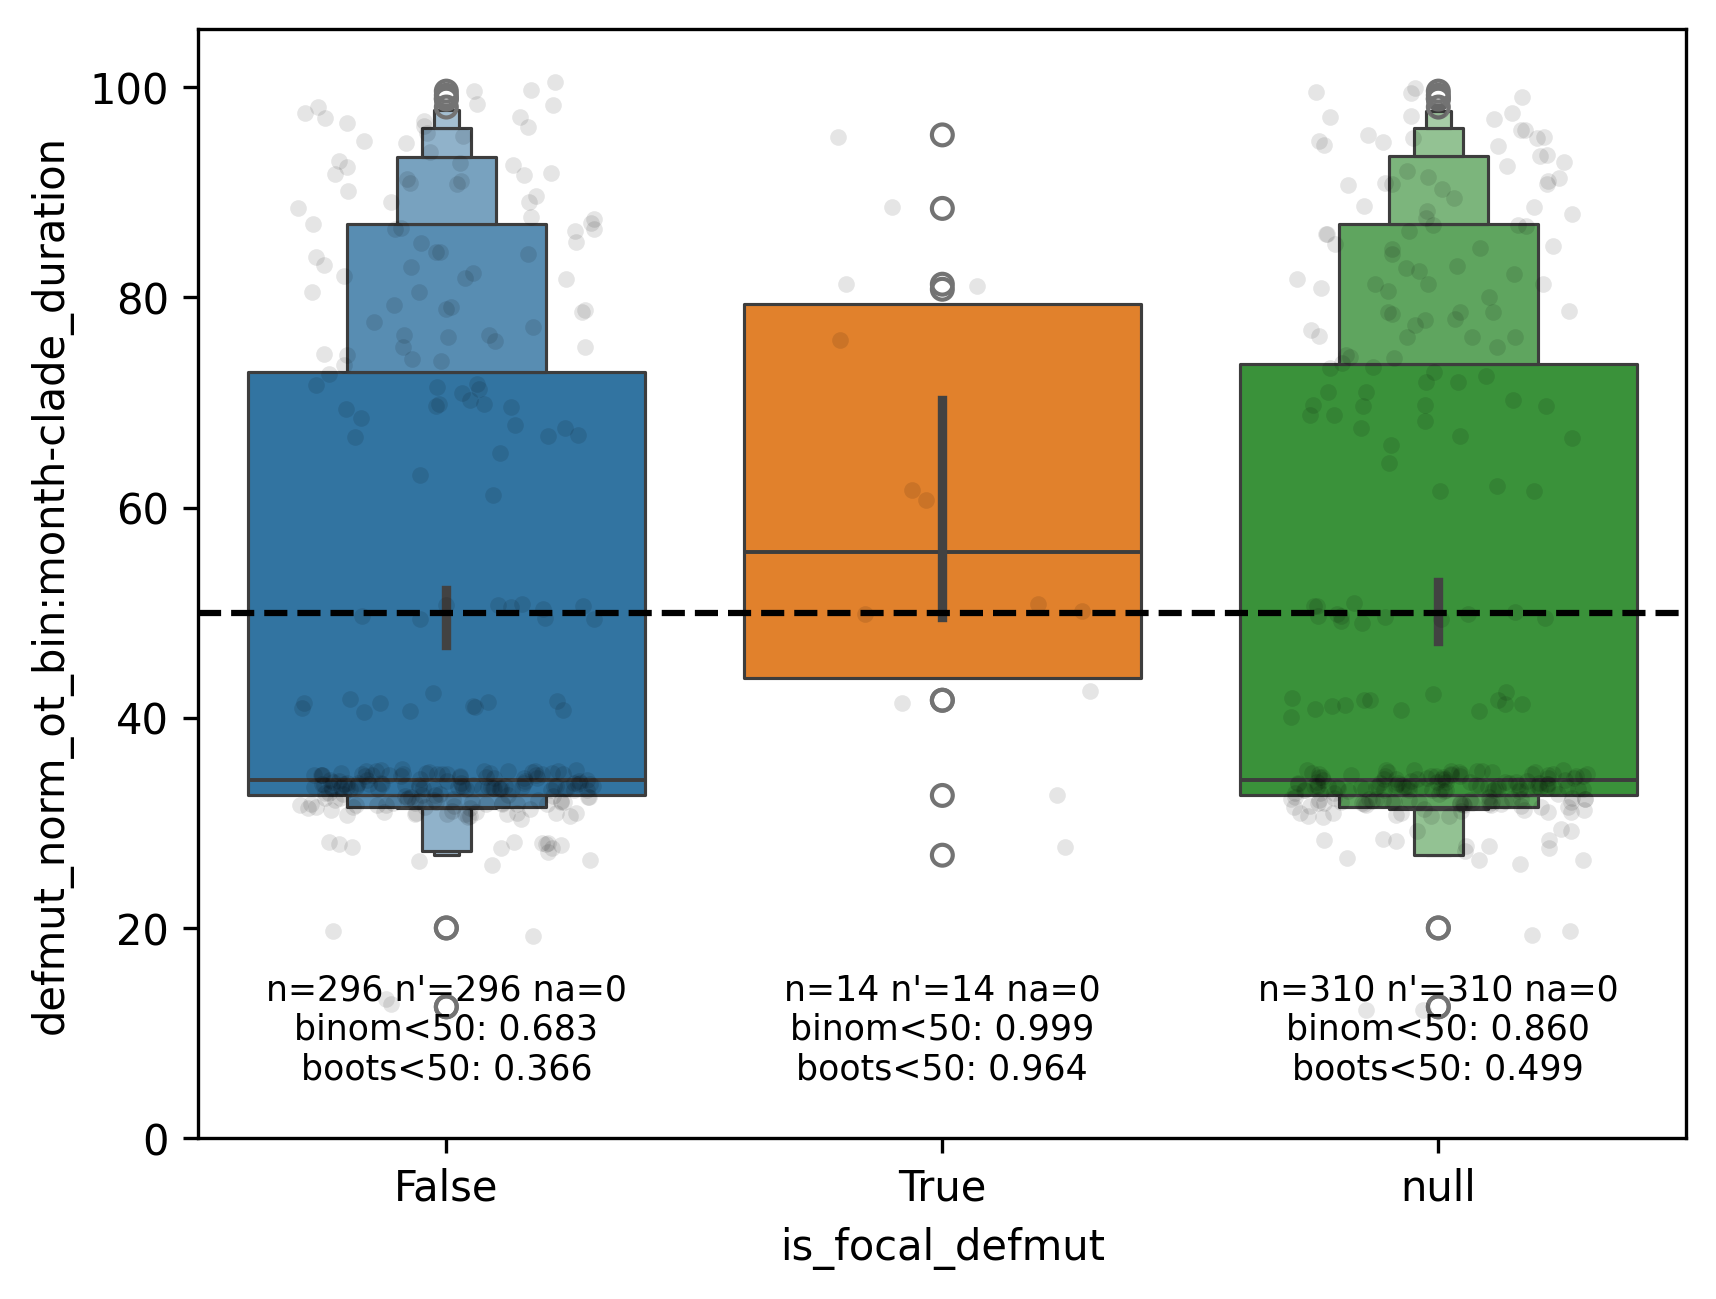 defmut_norm_ot_bin:month-clade_duration
100
80
60
40
20
0
n=296 n'=296 na=0
binom<50: 0.683
boots<50: 0.366
n=14 n'=14 na=0
binom<50: 0.999
boots<50: 0.964
n=310 n'=310 na=0
binom<50: 0.860
boots<50: 0.499
False
True
null
is_focal_defmut